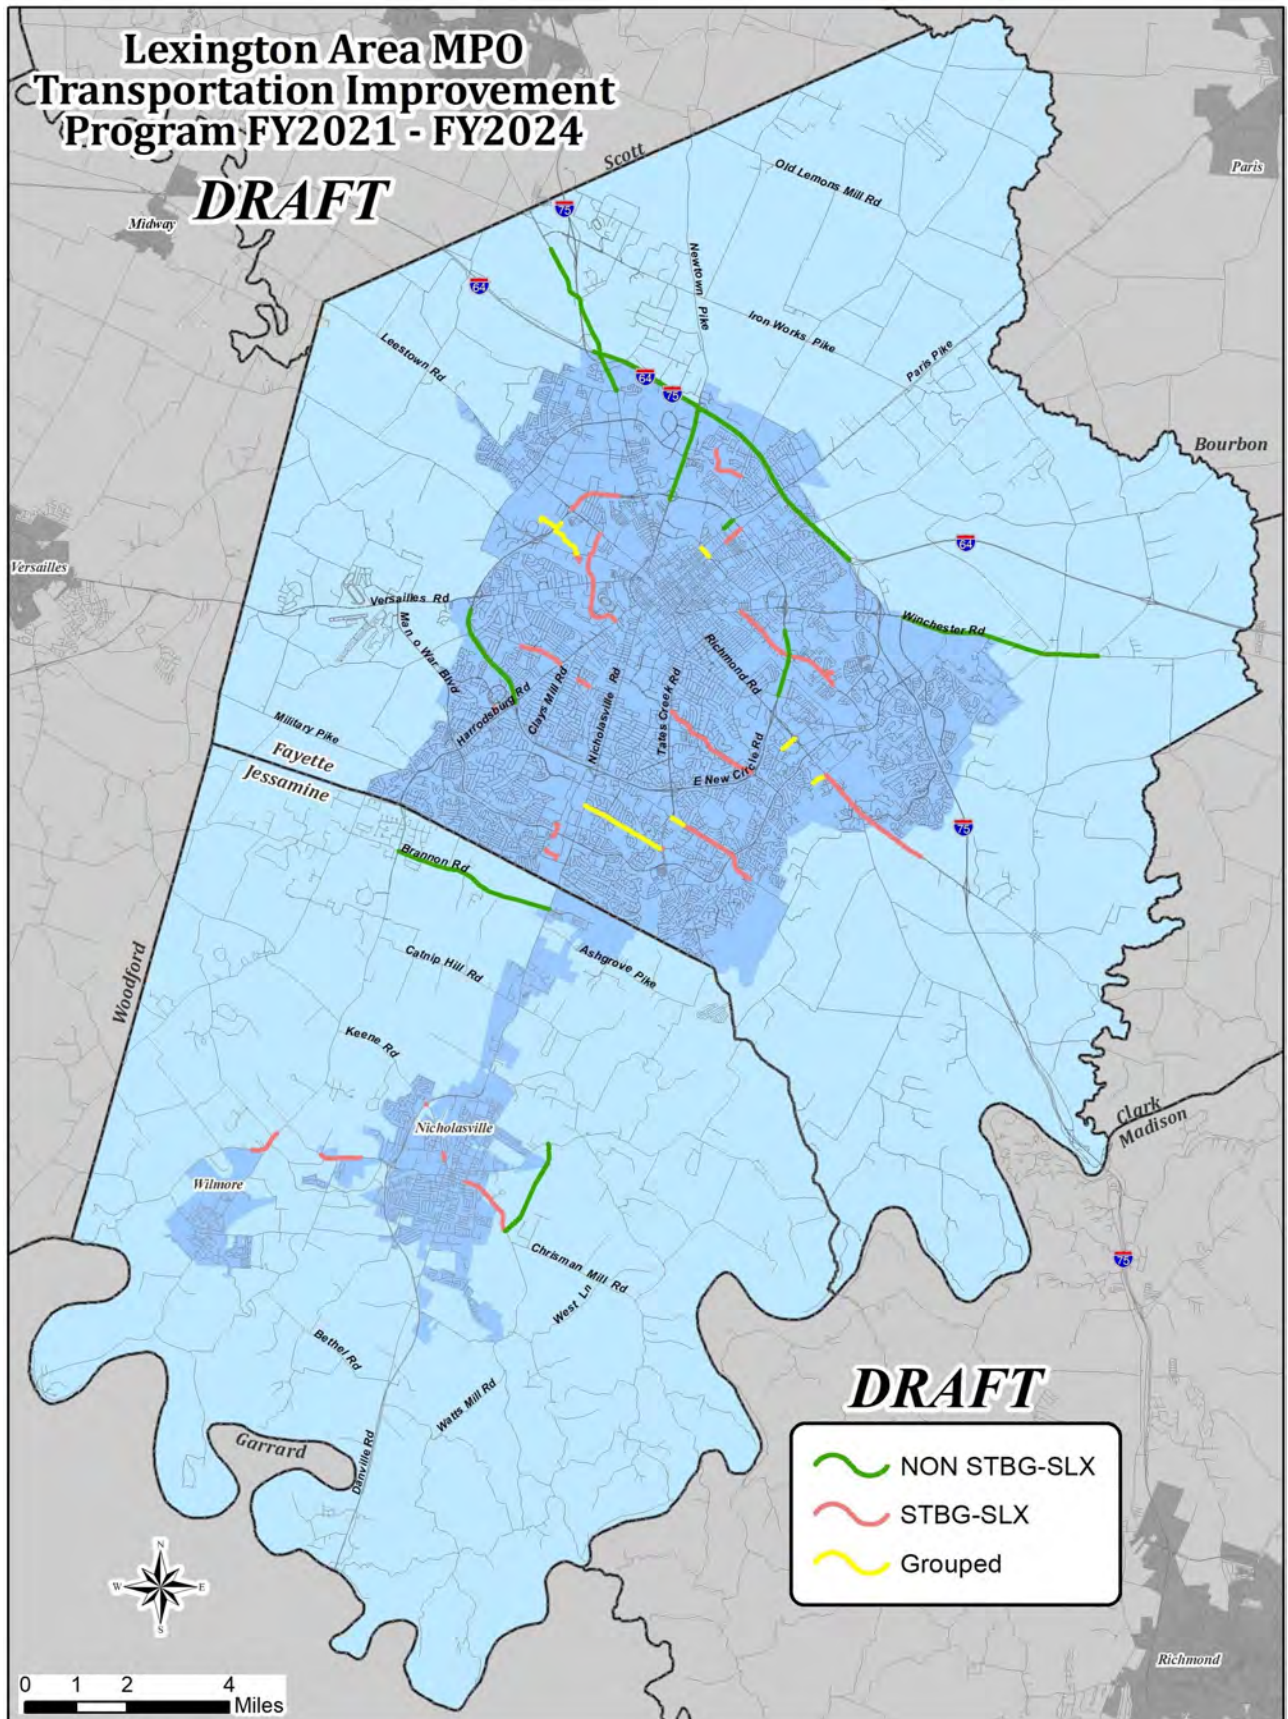 Lexington Area MPO
Transportation Improvement
Program FY2021 - FY2024
DRAFT
Scott
Paris
Old Lemons Mill Rd
Midway
75
Newtown Pike
64
Iron Works Pike
Leestown Rd
Paris Pike
64
75
Bourbon
64
Versailles
Versailles Rd
Man o War Blvd
Winchester Rd
Richmond Rd
Harrodsburg Rd
Clays Mill Rd
Nicholasville Rd
Tates Creek Rd
Military Pike
E New Circle Rd
Fayette
Jessamine
75
Brannon Rd
Woodford
Catnip Hill Rd
Ashgrove Pike
Keene Rd
Clark
Madison
Nicholasville
Wilmore
75
Chrisman Mill Rd
West Ln
Bethel Rd
Watts Mill Rd
DRAFT
Garrard
Danville Rd
NON STBG-SLX
STBG-SLX
Grouped
N
W E
S
Richmond
0 1 2 4
Miles